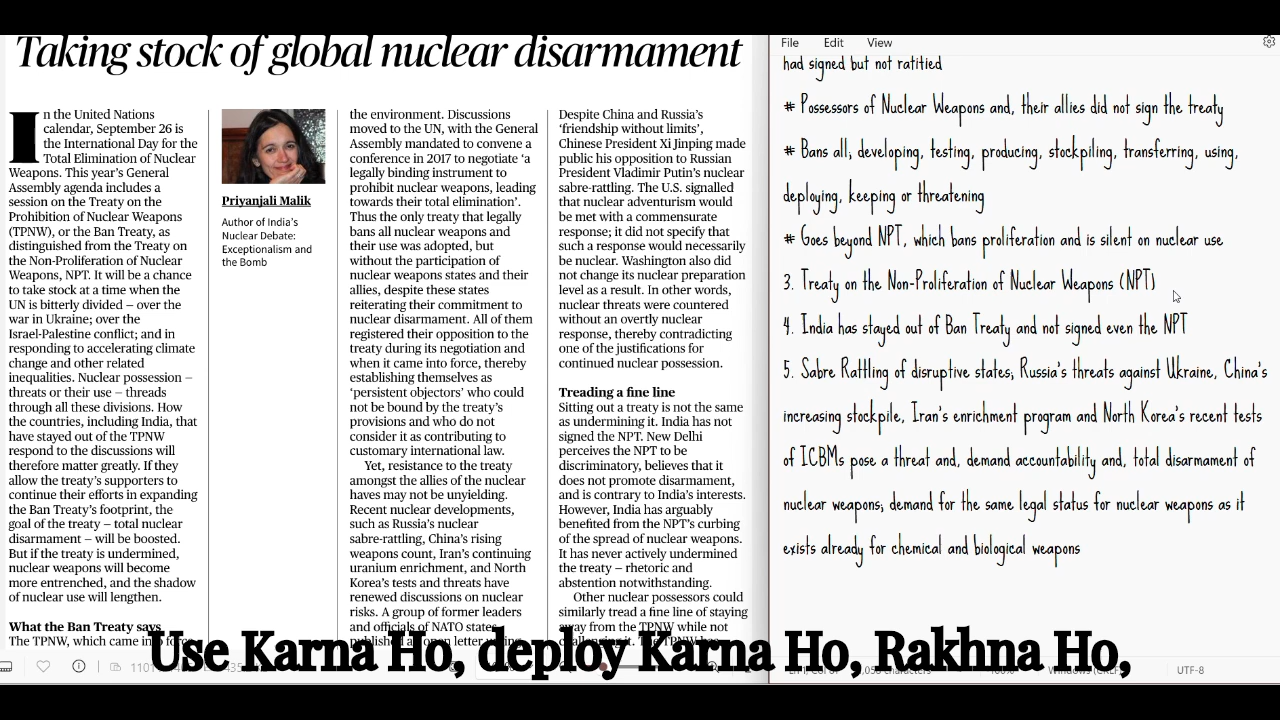 Taking stock of global nuclear disarmament
In the United Nations
calendar, September 26 is
the International Day for the
Total Elimination of Nuclear
Weapons. This year's General
Assembly agenda includes a
session on the Treaty on the
Prohibition of Nuclear Weapons
(TPNW), or the Ban Treaty, as
distinguished from the Treaty on
the Non-Proliferation of Nuclear
Weapons, NPT. It will be a chance
to take stock at a time when the
UN is bitterly divided – over the
war in Ukraine; over the
Israel-Palestine conflict; and in
responding to accelerating climate
change and other related
inequalities. Nuclear possession –
threats or their use – threads
through all these divisions. How
the countries, including India, that
have stayed out of the TPNW
respond to the discussions will
therefore matter greatly. If they
allow the treaty's supporters to
continue their efforts in expanding
the Ban Treaty's footprint, the
goal of the treaty – total nuclear
disarmament – will be boosted.
But if the treaty is undermined,
nuclear weapons will become
more entrenched, and the shadow
of nuclear use will lengthen.
What the Ban Treaty says
The TPNW, which came into force
Priyanjali Malik
Author of India's
Nuclear Debate:
Exceptionalism and
the Bomb
the environment. Discussions
moved to the UN, with the General
Assembly mandated to convene a
conference in 2017 to negotiate 'a
legally binding instrument to
prohibit nuclear weapons, leading
towards their total elimination'.
Thus the only treaty that legally
bans all nuclear weapons and
their use was adopted, but
without the participation of
nuclear weapons states and their
allies, despite these states
reiterating their commitment to
nuclear disarmament. All of them
registered their opposition to the
treaty during its negotiation and
when it came into force, thereby
establishing themselves as
'persistent objectors' who could
not be bound by the treaty's
provisions and who do not
consider it as contributing to
customary international law.
Yet, resistance to the treaty
amongst the allies of the nuclear
haves may not be unyielding.
Recent nuclear developments,
such as Russia's nuclear
sabre-rattling, China's rising
weapons count, Iran's continuing
uranium enrichment, and North
Korea's tests and threats have
renewed discussions on nuclear
risks. A group of former leaders
and officials of NATO states
published an open letter
Despite China and Russia's
'friendship without limits',
Chinese President Xi Jinping made
public his opposition to Russian
President Vladimir Putin's nuclear
sabre-rattling. The U.S. signalled
that nuclear adventurism would
be met with a commensurate
response; it did not specify that
such a response would necessarily
be nuclear. Washington also did
not change its nuclear preparation
level as a result. In other words,
nuclear threats were countered
without an overtly nuclear
response, thereby contradicting
one of the justifications for
continued nuclear possession.
Treading a fine line
Sitting out a treaty is not the same
as undermining it. India has not
signed the NPT. New Delhi
perceives the NPT to be
discriminatory, believes that it
does not promote disarmament,
and is contrary to India's interests.
However, India has arguably
benefited from the NPT's curbing
of the spread of nuclear weapons.
It has never actively undermined
the treaty – rhetoric and
abstention notwithstanding.
Other nuclear possessors could
similarly tread a fine line of staying
away from the TPNW while not
challenging it. The TPNW has
File Edit View
had signed but not ratified
# Possessors of Nuclear Weapons and, their allies did not sign the treaty
# Bans all; developing, testing, producing, stockpiling, transferring, using,
deploying, keeping or threatening
# Goes beyond NPT, which bans proliferation and is silent on nuclear use
3. Treaty on the Non-Proliferation of Nuclear Weapons (NPT)
4. India has stayed out of Ban Treaty and not signed even the NPT
5. Sabre Rattling of disruptive states; Russia's threats against Ukraine, China's
increasing stockpile, Iran's enrichment program and North Korea's recent tests
of ICBMs pose a threat and, demand accountability and, total disarmament of
nuclear weapons; demand for the same legal status for nuclear weapons as it
exists already for chemical and biological weapons
UTF-8
Use Karna Ho, deploy Karna Ho, Rakhna Ho,